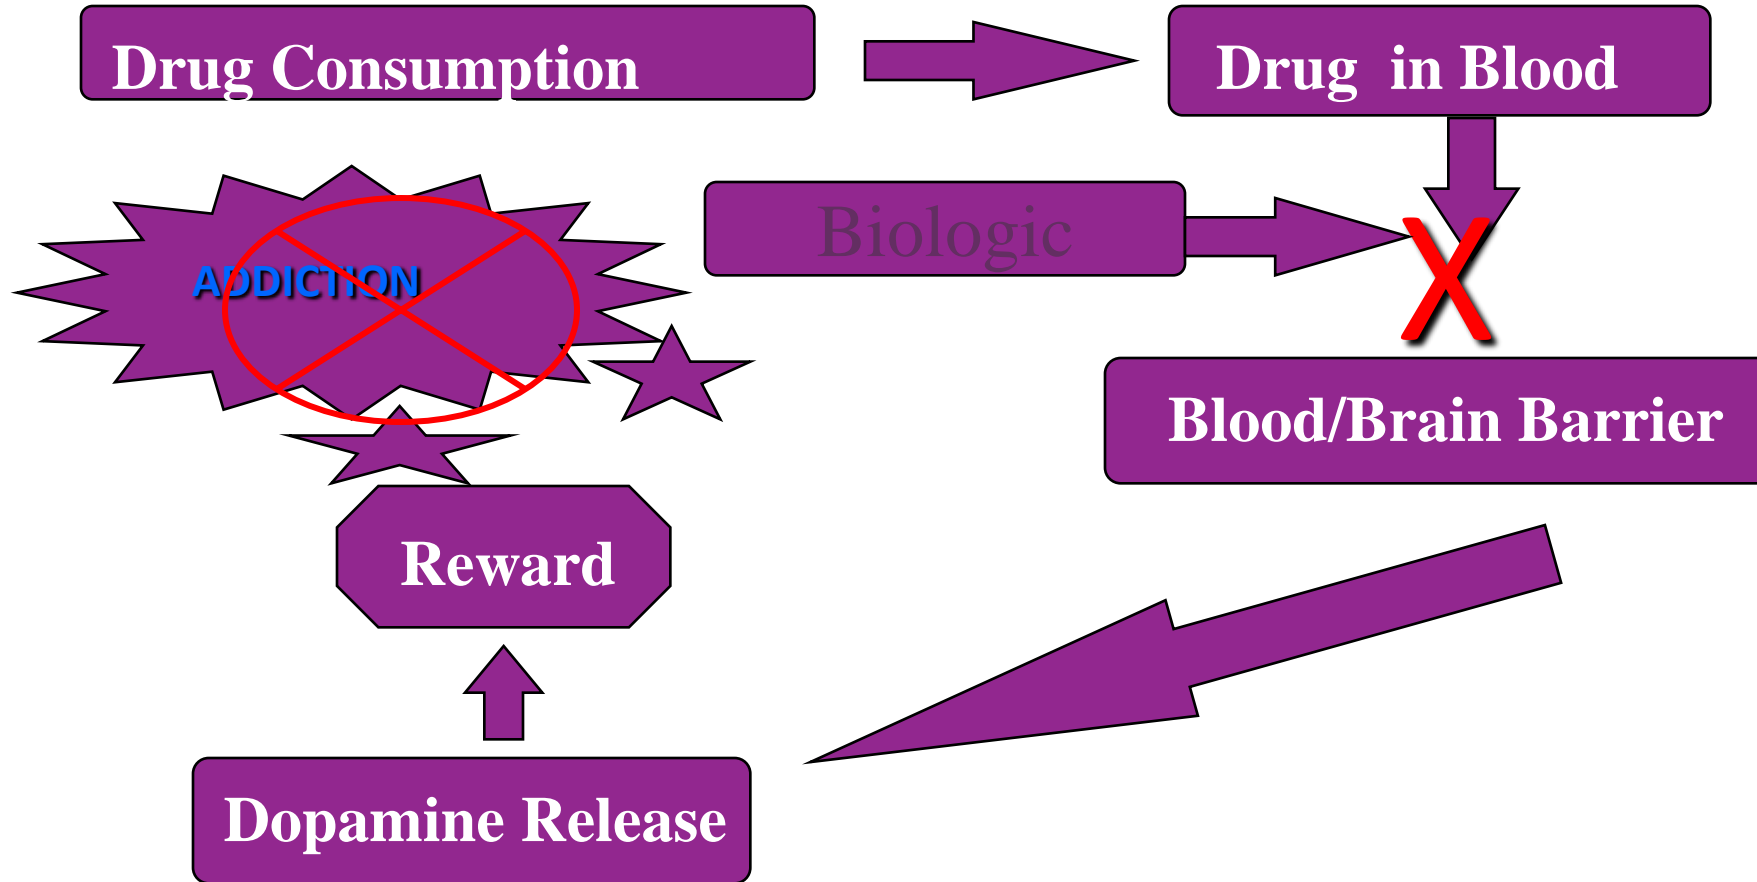 Drug Consumption
Drug in Blood
Biologic
ADDICTION
X
Blood/Brain Barrier
Reward
Dopamine Release